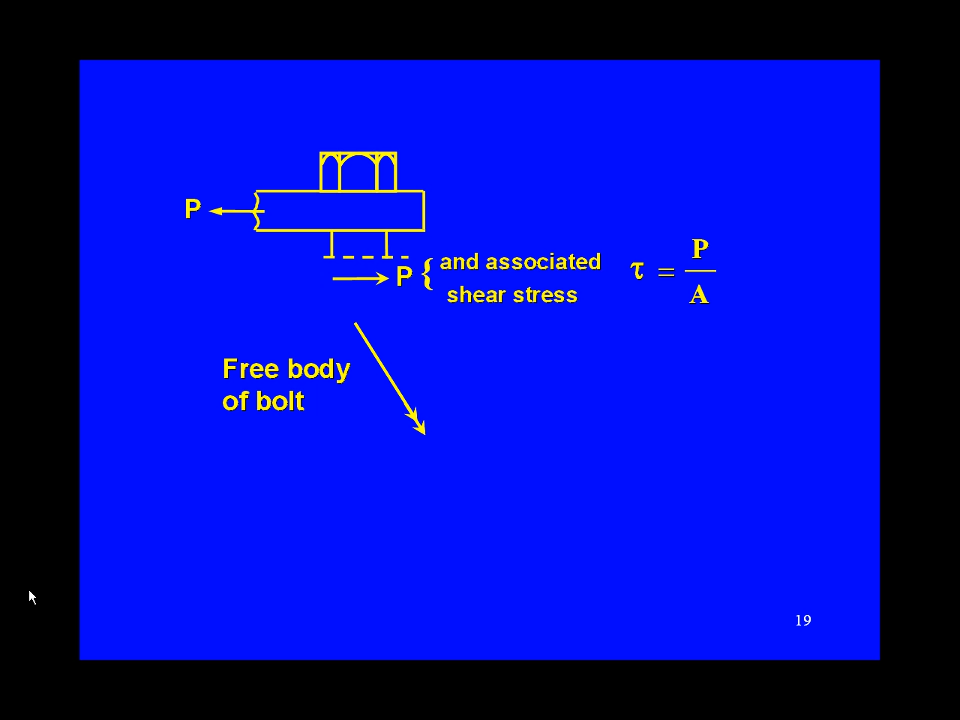 P
P { and associated
shear stress
τ = P
A
Free body
of bolt
19